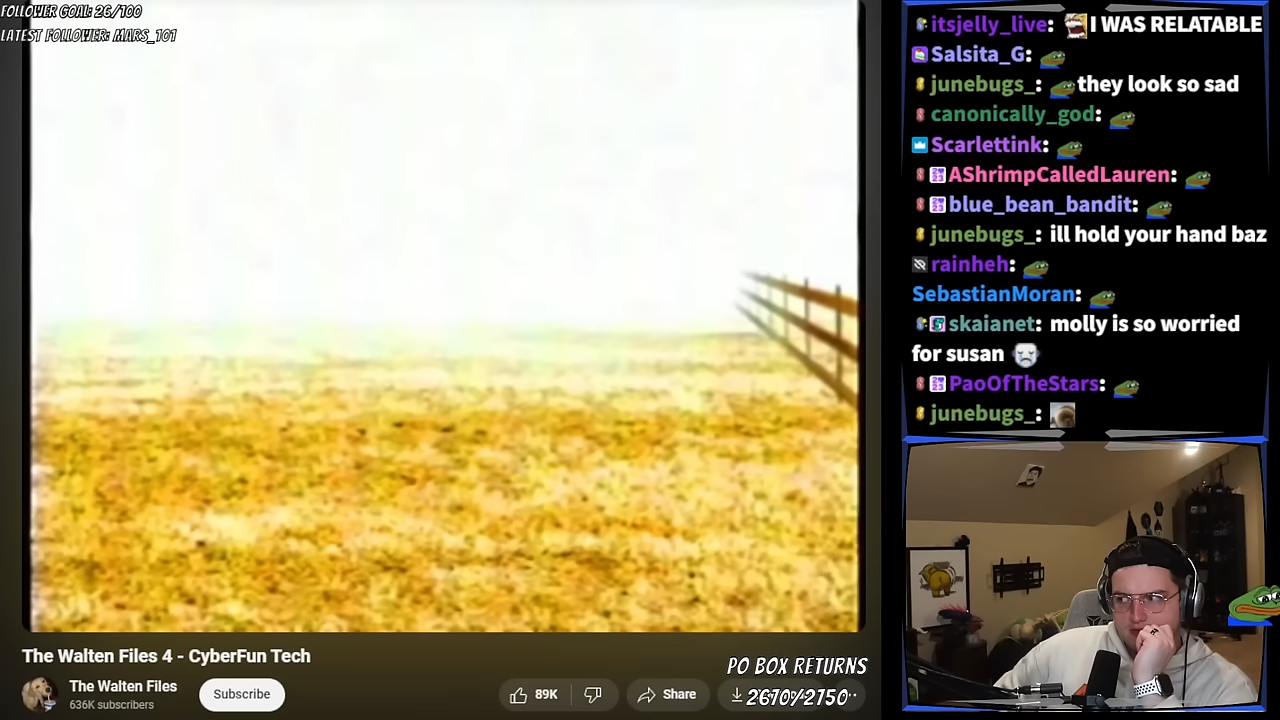 FOLLOWER GOAL: 26/100
LATEST FOLLOWER: MARS_101
itsjelly_live: I WAS RELATABLE
Salsita_G:
junebugs_: they look so sad
canonically_god:
Scarlettink:
AShrimpCalledLauren:
blue_bean_bandit:
junebugs_: ill hold your hand baz
rainheh:
SebastianMoran:
skaianet: molly is so worried
for susan
PaoOfTheStars:
junebugs_:
The Walten Files 4 - CyberFun Tech
The Walten Files
636K subscribers
Subscribe
89K
Share
PO BOX RETURNS
2670/2750